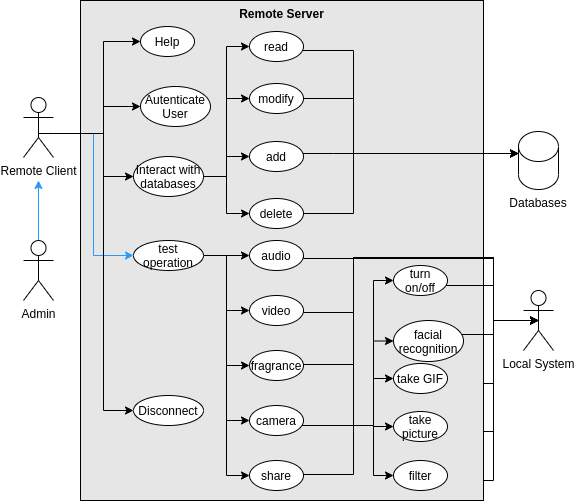 Remote Server
Help
read
modify
Autenticate
User
Remote Client
add
Interact with
databases
Databases
delete
test
operation
audio
turn
on/off
Admin
video
facial
recognition
Local System
fragrance
take GIF
Disconnect
camera
take
picture
share
filter